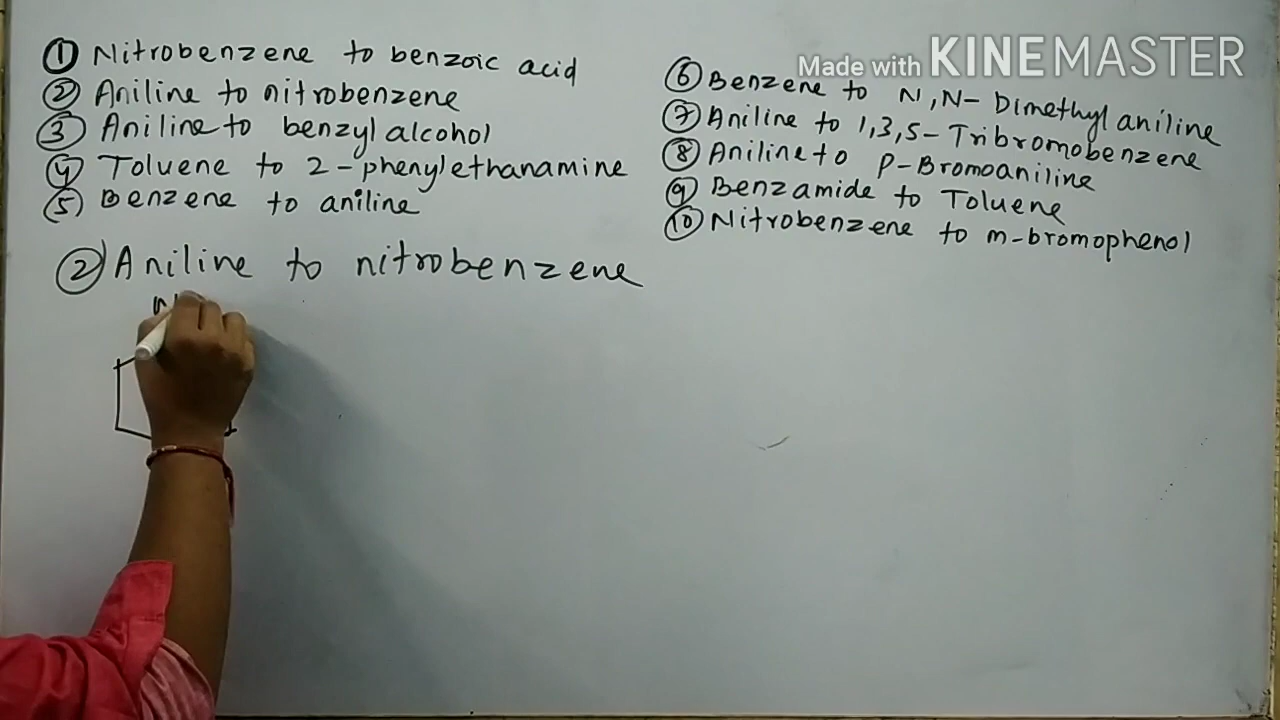 ① Nitrobenzene to benzoic acid
② Aniline to nitrobenzene
③ Aniline to benzyl alcohol
④ Toluene to 2-phenylethanamine
⑤ Benzene to aniline
Made with KINEMASTER
⑥ Benzene to N,N-Dimethyl aniline
⑦ Aniline to 1,3,5-Tribromobenzene
⑧ Aniline to p-Bromoaniline
⑨ Benzamide to Toluene
⑩ Nitrobenzene to m-bromophenol
② Aniline to nitrobenzene